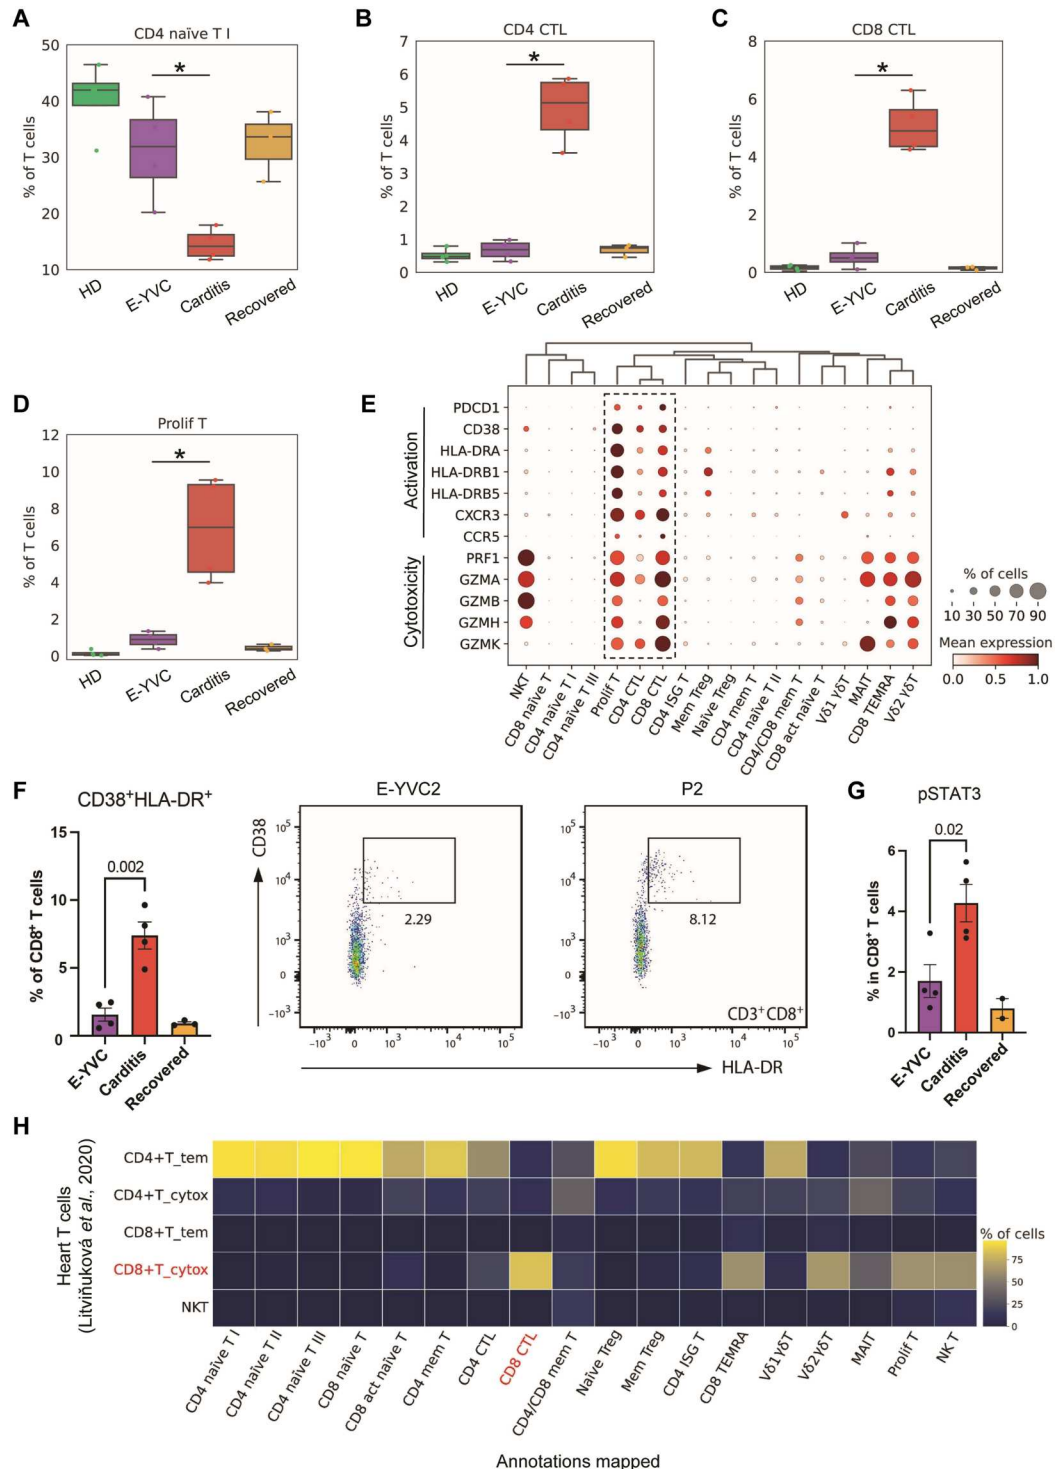 A
CD4 naïve T I
% of T cells
50
40
30
20
10
*
HD
E-YVC
Carditis
Recovered
B
CD4 CTL
% of T cells
7
6
5
4
3
2
1
0
*
HD
E-YVC
Carditis
Recovered
C
CD8 CTL
% of T cells
8
6
4
2
0
*
HD
E-YVC
Carditis
Recovered
D
Prolif T
% of T cells
12
10
8
6
4
2
0
*
HD
E-YVC
Carditis
Recovered
E
Activation
PDCD1
CD38
HLA-DRA
HLA-DRB1
HLA-DRB5
CXCR3
CCR5
Cytotoxicity
PRF1
GZMA
GZMB
GZMH
GZMK
NKT
CD8 naïve T
CD4 naïve T I
CD4 naïve T III
Prolif T
CD4 CTL
CD8 CTL
CD4 ISG T
Mem Treg
Naïve Treg
CD4 mem T
CD4 naïve T II
CD4/CD8 mem T
CD8 act naïve T
Vδ1 γδT
MAIT
CD8 TEMRA
Vδ2 γδT
% of cells
10 30 50 70 90
Mean expression
0.0 0.5 1.0
F
CD38⁺HLA-DR⁺
% of CD8⁺ T cells
15
10
5
0
0.002
E-YVC
Carditis
Recovered
E-YVC2
CD38
10⁵
10⁴
10³
0
−10³
2.29
−10³ 0 10³ 10⁴ 10⁵
P2
10⁵
10⁴
10³
0
−10³
8.12
CD3⁺CD8⁺
−10³ 0 10³ 10⁴ 10⁵
HLA-DR
G
pSTAT3
% in CD8⁺ T cells
6
4
2
0
0.02
E-YVC
Carditis
Recovered
H
Heart T cells
(Litviňuková et al., 2020)
CD4+T_tem
CD4+T_cytox
CD8+T_tem
CD8+T_cytox
NKT
CD4 naïve T I
CD4 naïve T II
CD4 naïve T III
CD8 naïve T
CD8 act naïve T
CD4 mem T
CD4 CTL
CD8 CTL
CD4/CD8 mem T
Naïve Treg
Mem Treg
CD4 ISG T
CD8 TEMRA
Vδ1γδT
Vδ2γδT
MAIT
Prolif T
NK T
% of cells
75
50
25
0
Annotations mapped